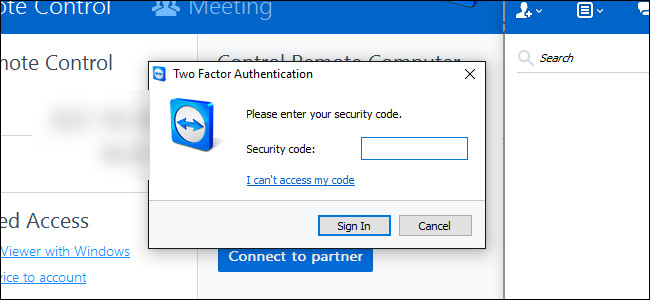 mote Control
Meeting
mote Control
Control Remote Computer
Search
Two Factor Authentication
Please enter your security code.
Security code:
I can't access my code
Sign In
Cancel
ed Access
Viewer with Windows
vice to account
Connect to partner